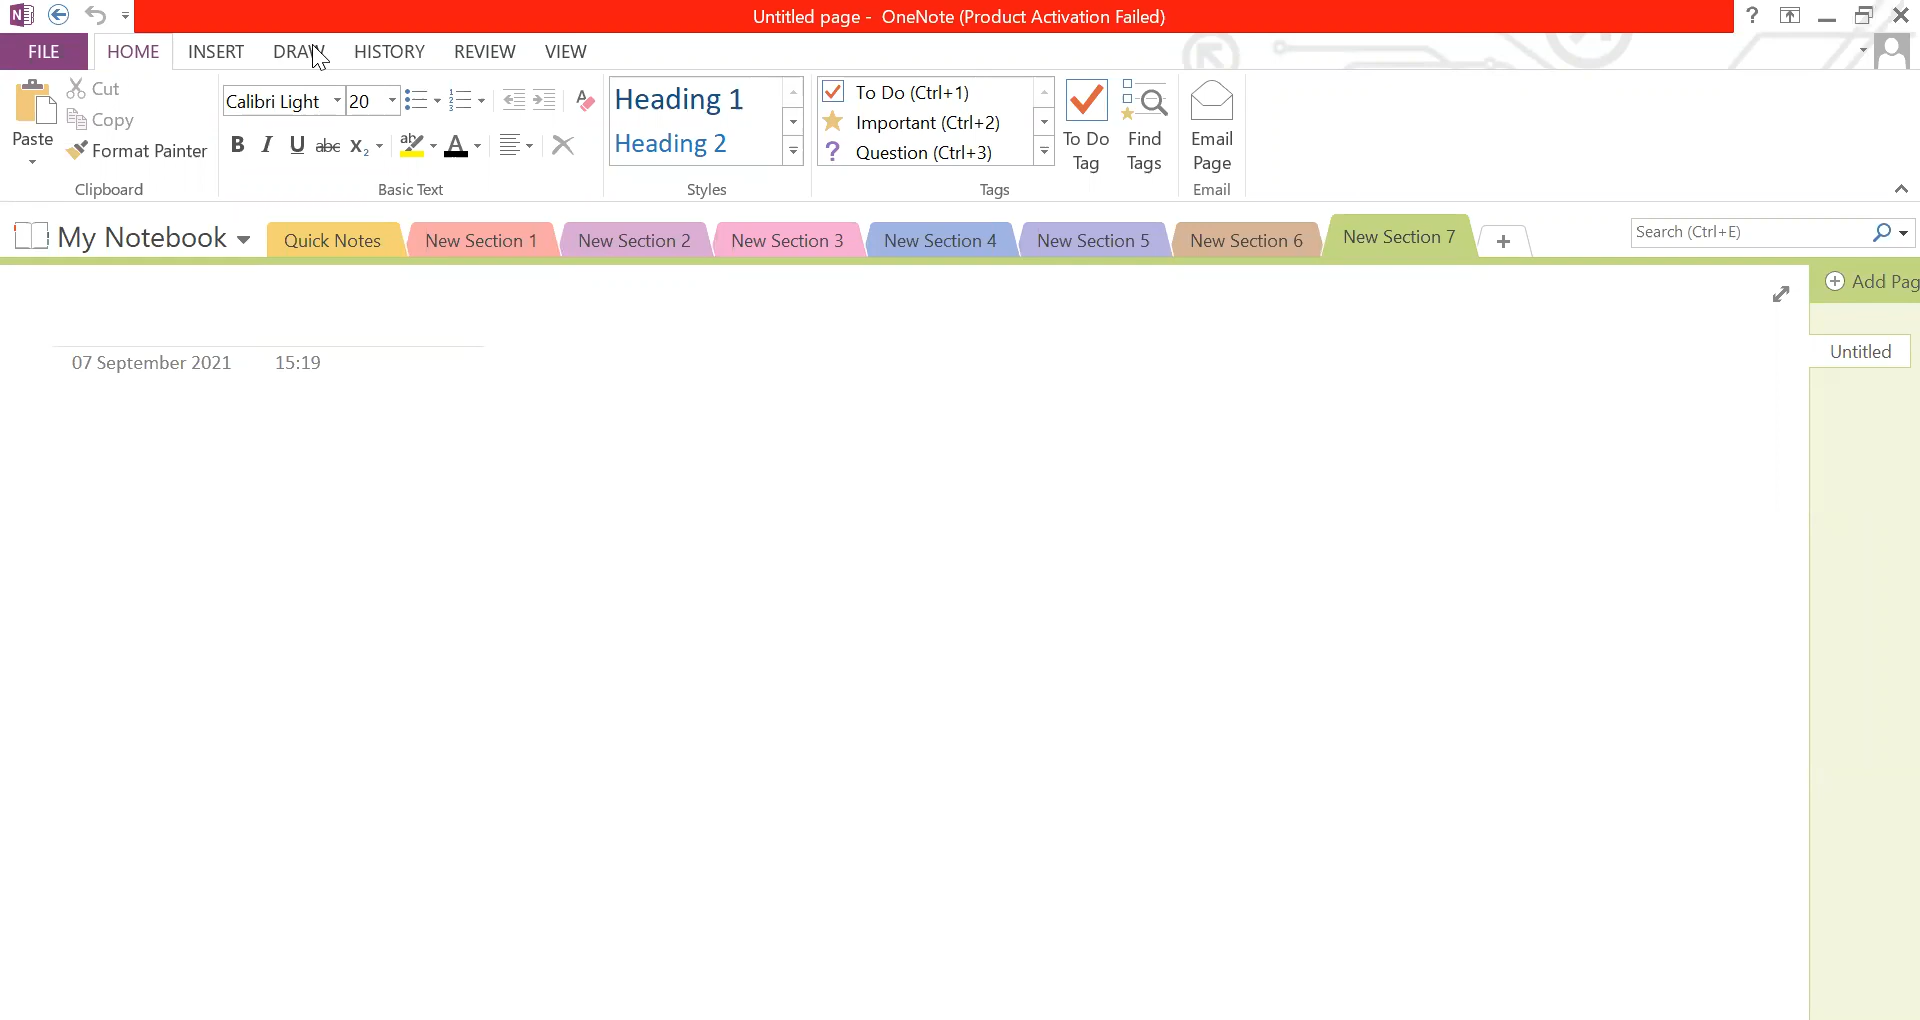 Untitled page - OneNote (Product Activation Failed)
FILE HOME INSERT DRAW HISTORY REVIEW VIEW
Paste
Cut
Copy
Format Painter
Clipboard
Calibri Light 20
B I U abc X₂ ab A
Basic Text
Heading 1
Heading 2
Styles
To Do (Ctrl+1)
Important (Ctrl+2)
Question (Ctrl+3)
Tags
To Do
Tag
Find
Tags
Email
Page
Email
My Notebook
Quick Notes
New Section 1
New Section 2
New Section 3
New Section 4
New Section 5
New Section 6
New Section 7
Search (Ctrl+E)
Add Pag
07 September 2021 15:19
Untitled